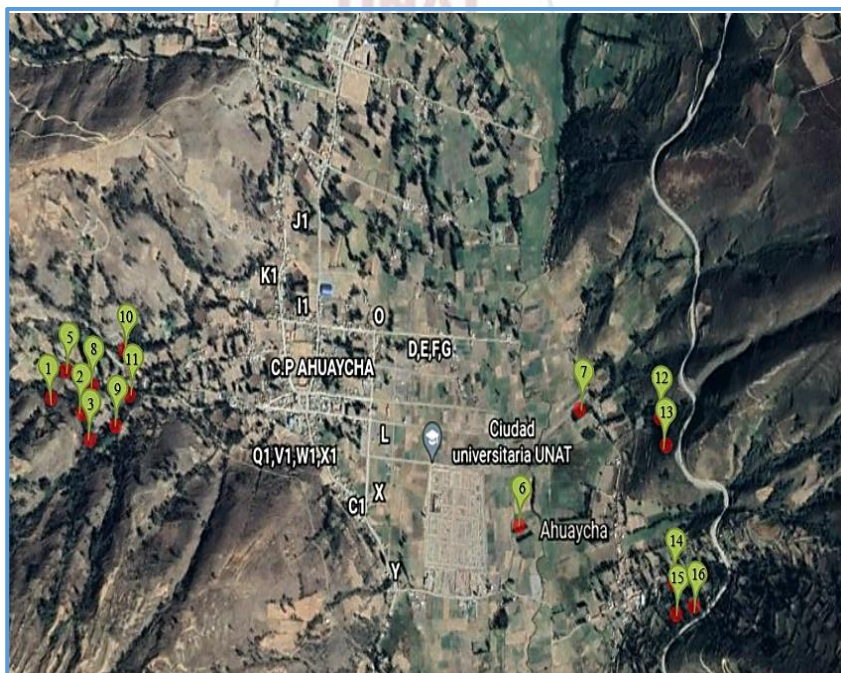 UNAT
J1
K1
I1
O
C.P AHUAYCHA
D,E,F,G
10
5
8
1
2
11
3
9
7
12
13
L
Ciudad
universitaria UNAT
Q1,V1,W1,X1
X
C1
6
Ahuaycha
14
Y
15
16